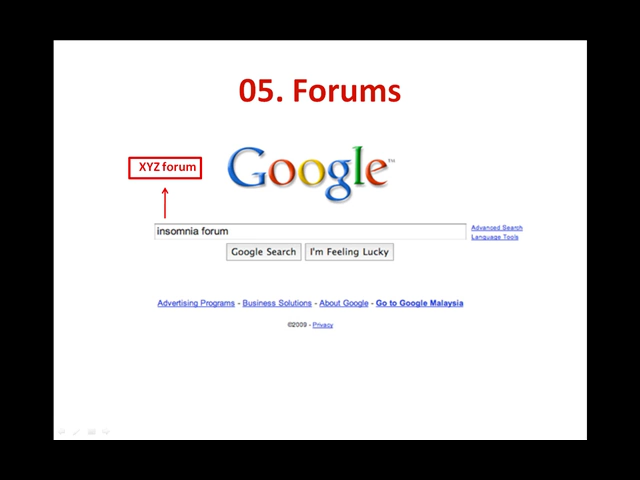 05. Forums
XYZ forum
Google™
insomnia forum
Advanced Search
Language Tools
Google Search I'm Feeling Lucky
Advertising Programs - Business Solutions - About Google - Go to Google Malaysia
©2009 - Privacy